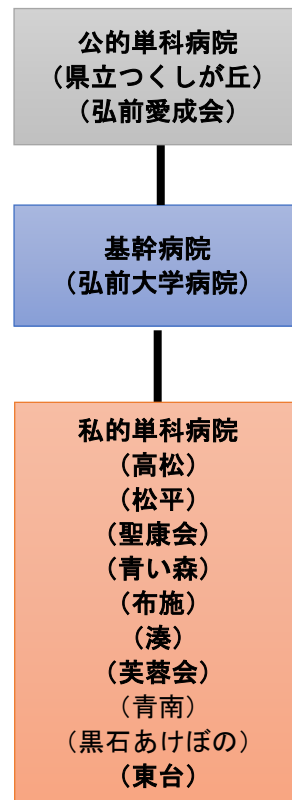 公的単科病院
（県立つくしが丘）
（弘前愛成会）
基幹病院
（弘前大学病院）
私的単科病院
（高松）
（松平）
（聖康会）
（青い森）
（布施）
（湊）
（芙蓉会）
（青南）
（黒石あけぼの）
（東台）